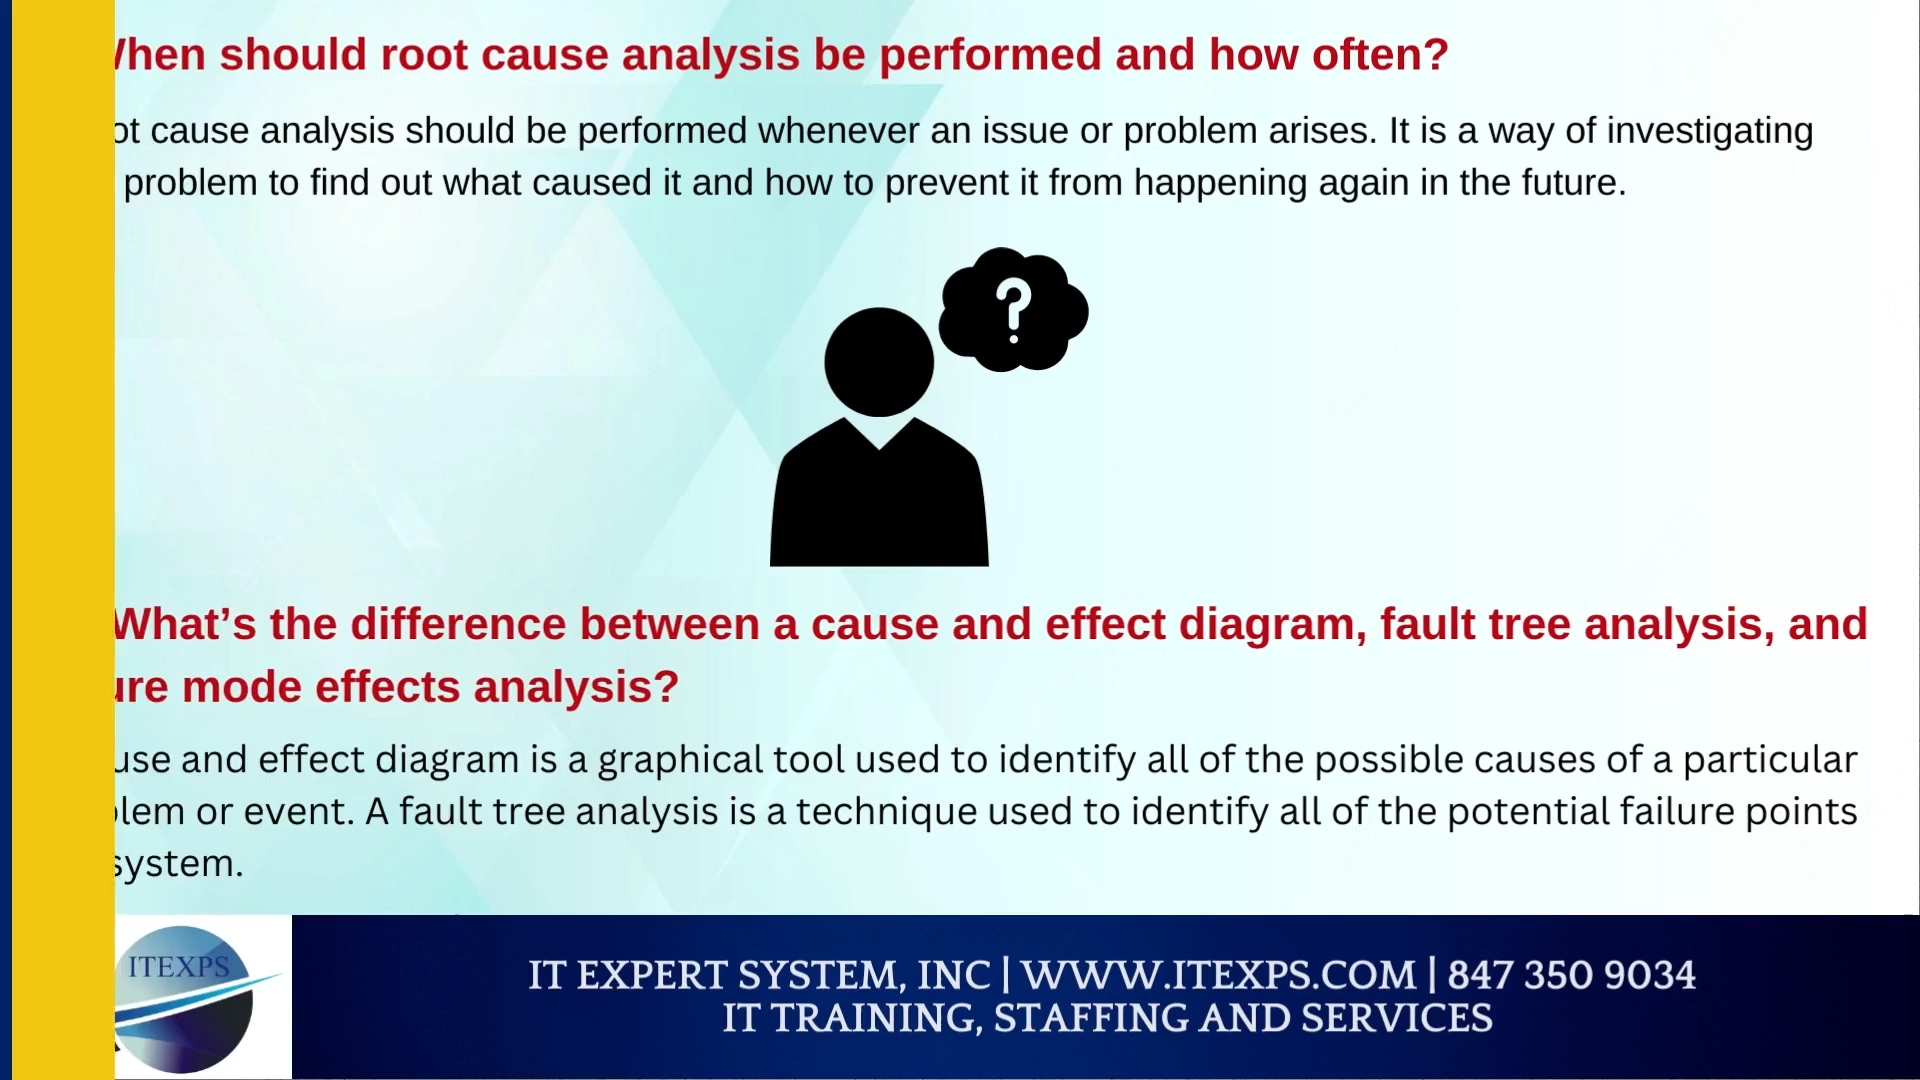 should root cause analysis be performed and how often?
cause analysis should be performed whenever an issue or problem arises. It is a way of investigating
problem to find out what caused it and how to prevent it from happening again in the future.
?
What’s the difference between a cause and effect diagram, fault tree analysis, and
mode effects analysis?
and effect diagram is a graphical tool used to identify all of the possible causes of a particular
or event. A fault tree analysis is a technique used to identify all of the potential failure points
system.
ITEXPS
IT EXPERT SYSTEM, INC | WWW.ITEXPS.COM | 847 350 9034
IT TRAINING, STAFFING AND SERVICES